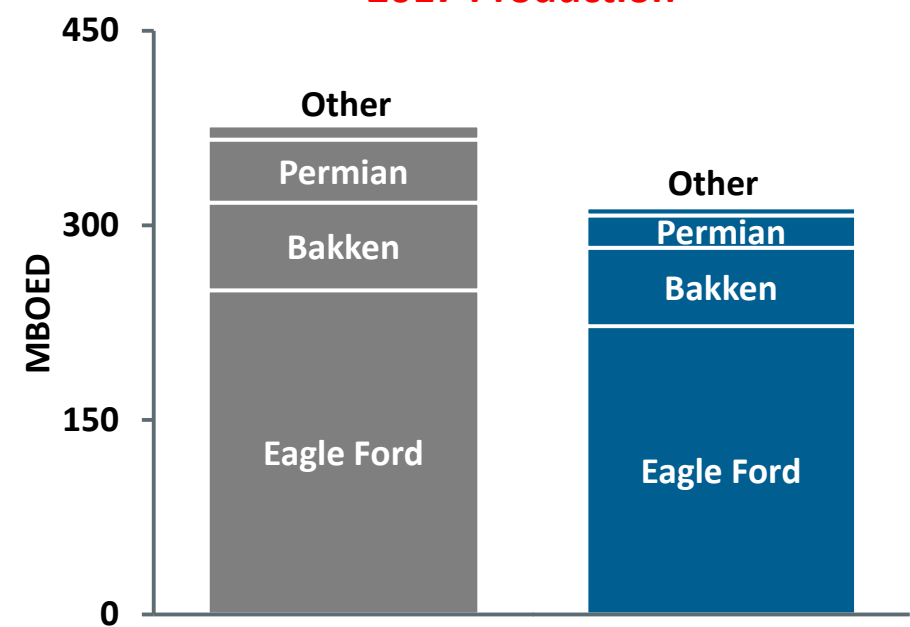 2017 Production
450
300
150
0
MBOED
Other
Permian
Bakken
Eagle Ford
Other
Permian
Bakken
Eagle Ford